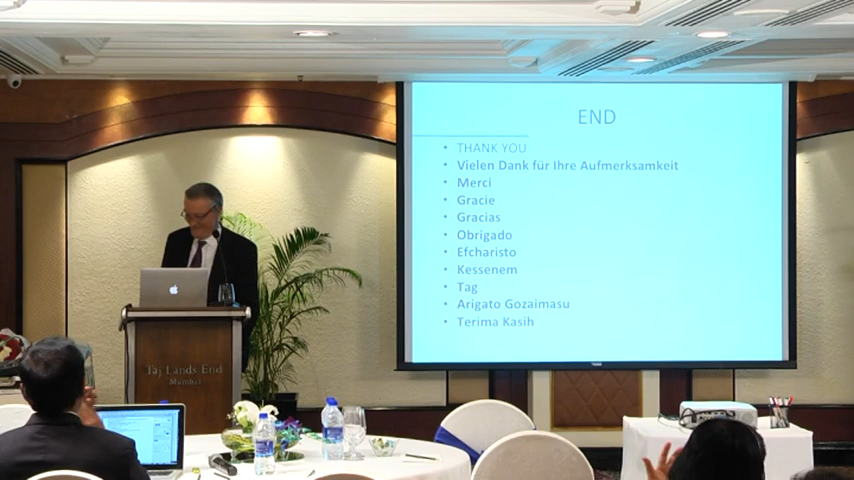 END
THANK YOU
Vielen Dank für Ihre Aufmerksamkeit
Merci
Gracie
Gracias
Obrigado
Efcharisto
Kessenem
Tag
Arigato Gozaimasu
Terima Kasih
Taj Lands End
Mumbai